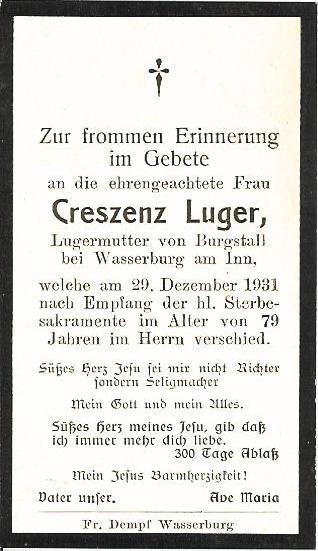 Zur frommen Erinnerung
im Gebete
an die ehrengeachtete Frau
Creszenz Luger,
Lugermutter von Burgstall
bei Wasserburg am Inn,
welche am 29. Dezember 1931
nach Empfang der hl. Sterbe-
sakramente im Alter von 79
Jahren im Herrn verschied.
Süßes Herz Jesu sei mir nicht Richter
sondern Seligmacher
Mein Gott und mein Alles.
Süßes Herz meines Jesu, gib daß
ich immer mehr dich liebe.
300 Tage Ablaß
Mein Jesus Barmherzigkeit!
Vater unser. Ave Maria
Fr. Dempf Wasserburg